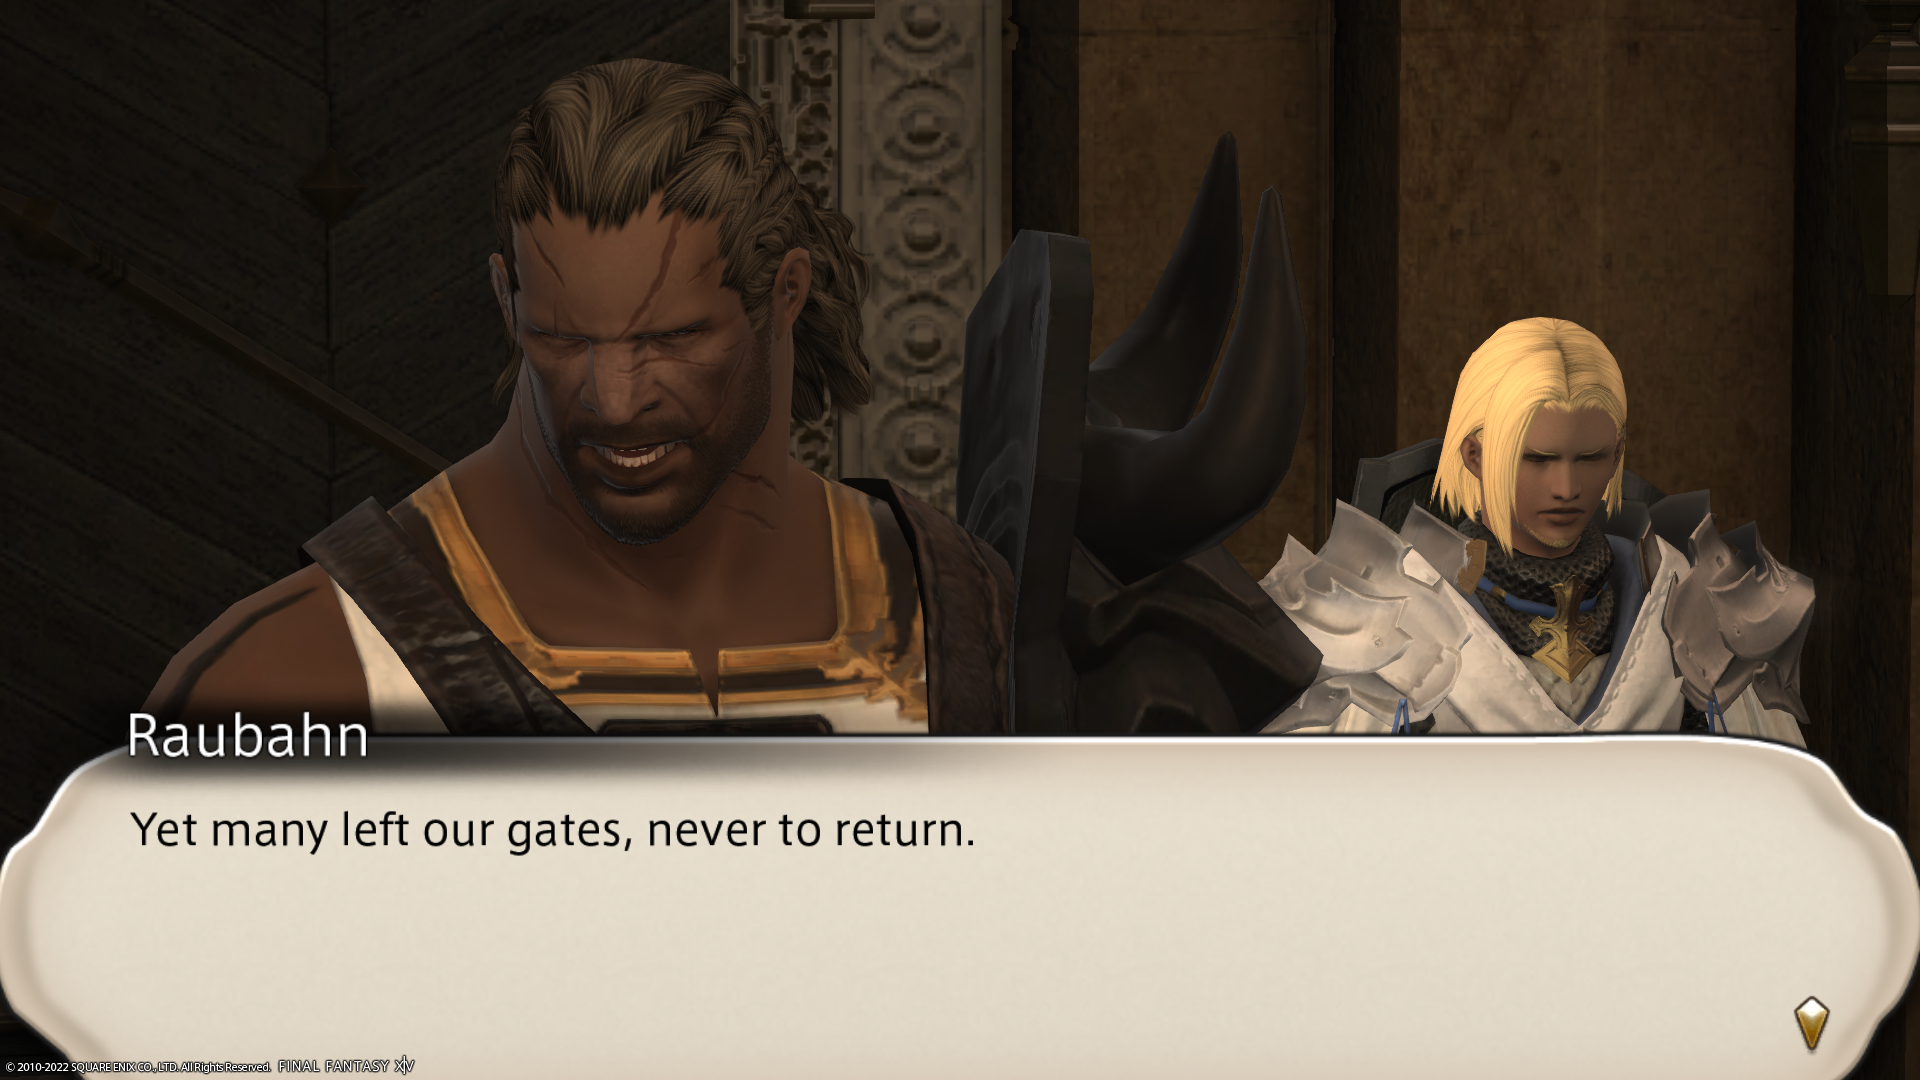 Raubahn
Yet many left our gates, never to return.
© 2010-2022 SQUARE ENIX CO., LTD. All Rights Reserved. FINAL FANTASY XIV